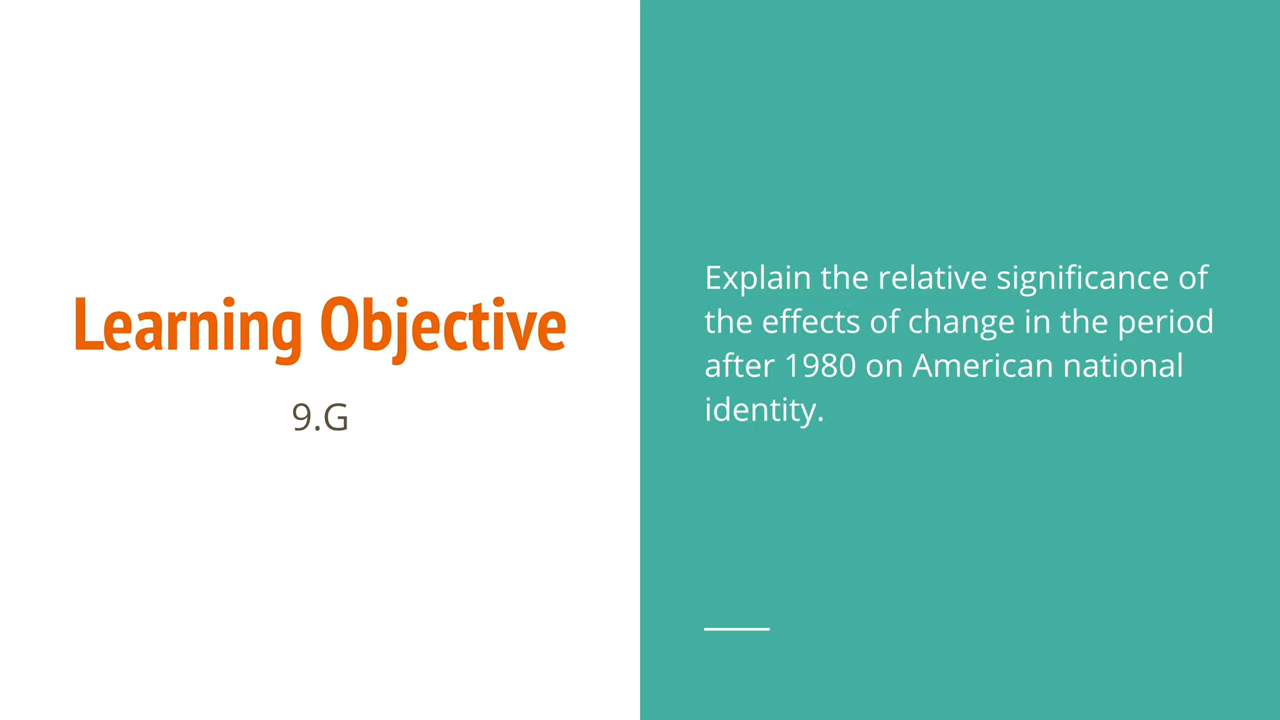 Learning Objective
9.G
Explain the relative significance of
the effects of change in the period
after 1980 on American national
identity.